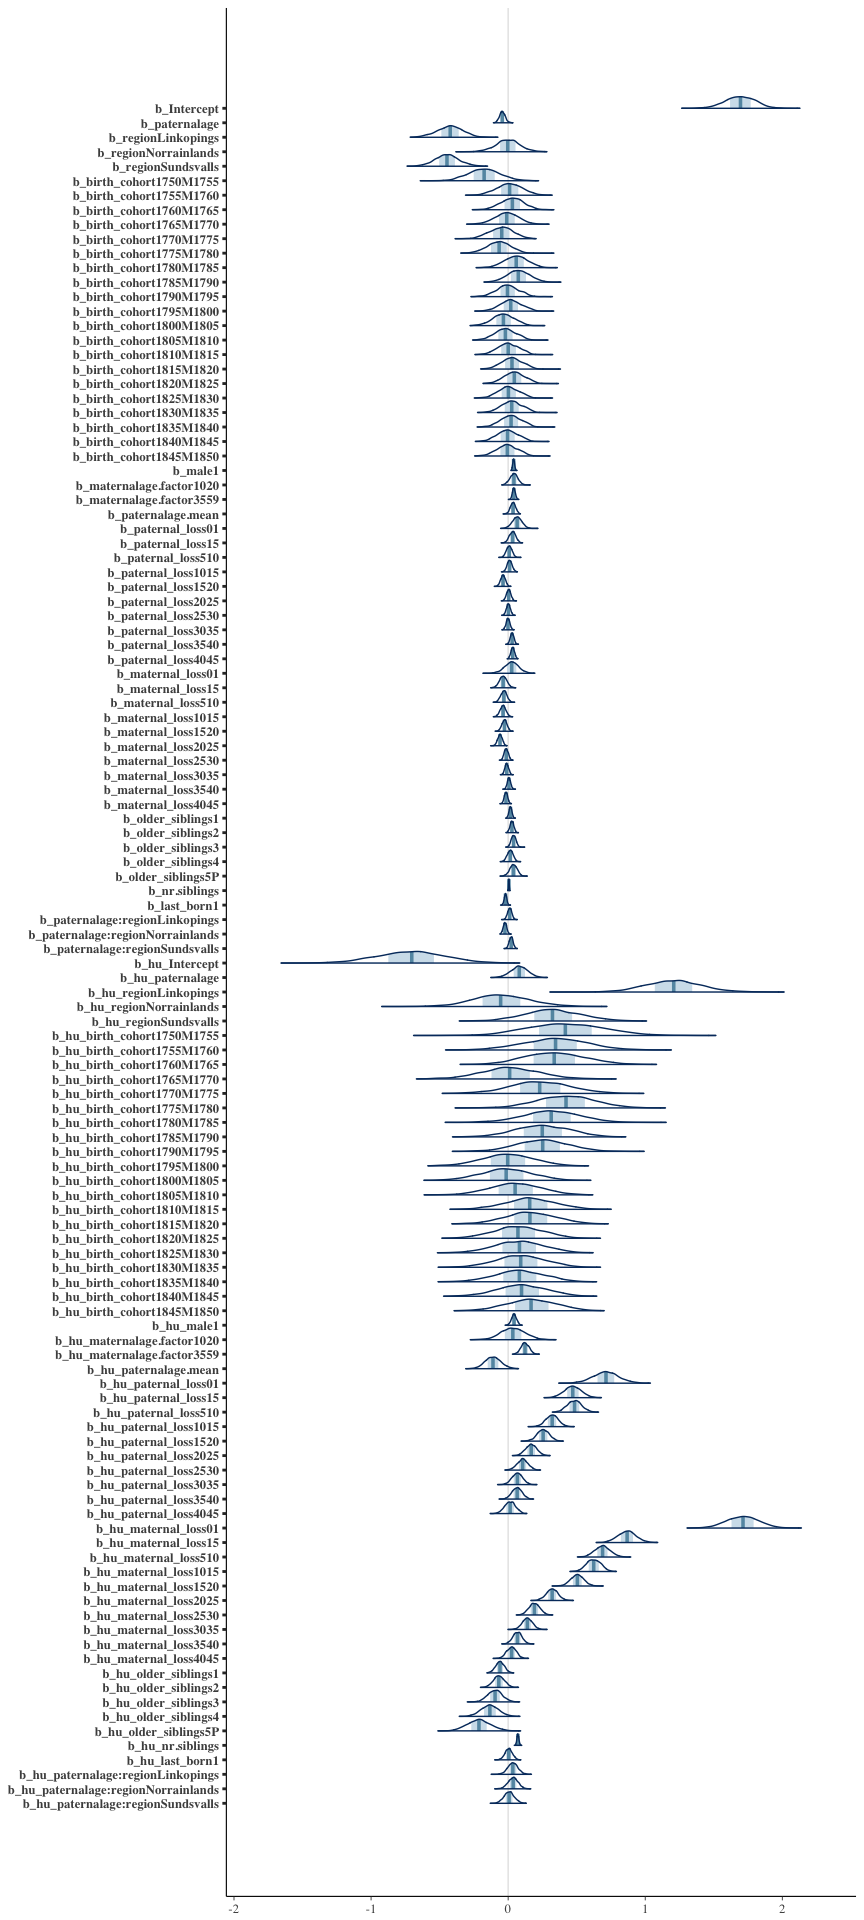 b_Intercept
b_paternalage
b_regionLinkopings
b_regionNorrainlands
b_regionSundsvalls
b_birth_cohort1750M1755
b_birth_cohort1755M1760
b_birth_cohort1760M1765
b_birth_cohort1765M1770
b_birth_cohort1770M1775
b_birth_cohort1775M1780
b_birth_cohort1780M1785
b_birth_cohort1785M1790
b_birth_cohort1790M1795
b_birth_cohort1795M1800
b_birth_cohort1800M1805
b_birth_cohort1805M1810
b_birth_cohort1810M1815
b_birth_cohort1815M1820
b_birth_cohort1820M1825
b_birth_cohort1825M1830
b_birth_cohort1830M1835
b_birth_cohort1835M1840
b_birth_cohort1840M1845
b_birth_cohort1845M1850
b_male1
b_maternalage.factor1020
b_maternalage.factor3559
b_paternalage.mean
b_paternal_loss01
b_paternal_loss15
b_paternal_loss510
b_paternal_loss1015
b_paternal_loss1520
b_paternal_loss2025
b_paternal_loss2530
b_paternal_loss3035
b_paternal_loss3540
b_paternal_loss4045
b_maternal_loss01
b_maternal_loss15
b_maternal_loss510
b_maternal_loss1015
b_maternal_loss1520
b_maternal_loss2025
b_maternal_loss2530
b_maternal_loss3035
b_maternal_loss3540
b_maternal_loss4045
b_older_siblings1
b_older_siblings2
b_older_siblings3
b_older_siblings4
b_older_siblings5P
b_nr.siblings
b_last_born1
b_paternalage:regionLinkopings
b_paternalage:regionNorrainlands
b_paternalage:regionSundsvalls
b_hu_Intercept
b_hu_paternalage
b_hu_regionLinkopings
b_hu_regionNorrainlands
b_hu_regionSundsvalls
b_hu_birth_cohort1750M1755
b_hu_birth_cohort1755M1760
b_hu_birth_cohort1760M1765
b_hu_birth_cohort1765M1770
b_hu_birth_cohort1770M1775
b_hu_birth_cohort1775M1780
b_hu_birth_cohort1780M1785
b_hu_birth_cohort1785M1790
b_hu_birth_cohort1790M1795
b_hu_birth_cohort1795M1800
b_hu_birth_cohort1800M1805
b_hu_birth_cohort1805M1810
b_hu_birth_cohort1810M1815
b_hu_birth_cohort1815M1820
b_hu_birth_cohort1820M1825
b_hu_birth_cohort1825M1830
b_hu_birth_cohort1830M1835
b_hu_birth_cohort1835M1840
b_hu_birth_cohort1840M1845
b_hu_birth_cohort1845M1850
b_hu_male1
b_hu_maternalage.factor1020
b_hu_maternalage.factor3559
b_hu_paternalage.mean
b_hu_paternal_loss01
b_hu_paternal_loss15
b_hu_paternal_loss510
b_hu_paternal_loss1015
b_hu_paternal_loss1520
b_hu_paternal_loss2025
b_hu_paternal_loss2530
b_hu_paternal_loss3035
b_hu_paternal_loss3540
b_hu_paternal_loss4045
b_hu_maternal_loss01
b_hu_maternal_loss15
b_hu_maternal_loss510
b_hu_maternal_loss1015
b_hu_maternal_loss1520
b_hu_maternal_loss2025
b_hu_maternal_loss2530
b_hu_maternal_loss3035
b_hu_maternal_loss3540
b_hu_maternal_loss4045
b_hu_older_siblings1
b_hu_older_siblings2
b_hu_older_siblings3
b_hu_older_siblings4
b_hu_older_siblings5P
b_hu_nr.siblings
b_hu_last_born1
b_hu_paternalage:regionLinkopings
b_hu_paternalage:regionNorrainlands
b_hu_paternalage:regionSundsvalls
-2 -1 0 1 2